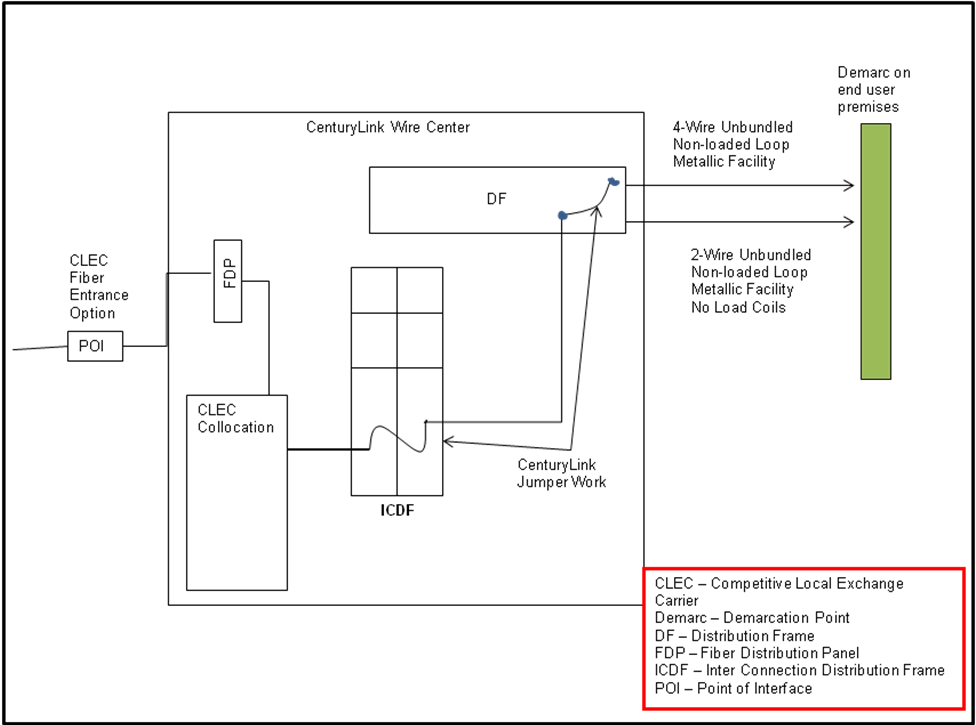 Demarc on
end user
premises
CenturyLink Wire Center
4-Wire Unbundled
Non-loaded Loop
Metallic Facility
DF
2-Wire Unbundled
Non-loaded Loop
Metallic Facility
No Load Coils
CLEC
Fiber
Entrance
Option
FDP
POI
CLEC
Collocation
CenturyLink
Jumper Work
ICDF
CLEC – Competitive Local Exchange
Carrier
Demarc – Demarcation Point
DF – Distribution Frame
FDP – Fiber Distribution Panel
ICDF – Inter Connection Distribution Frame
POI – Point of Interface